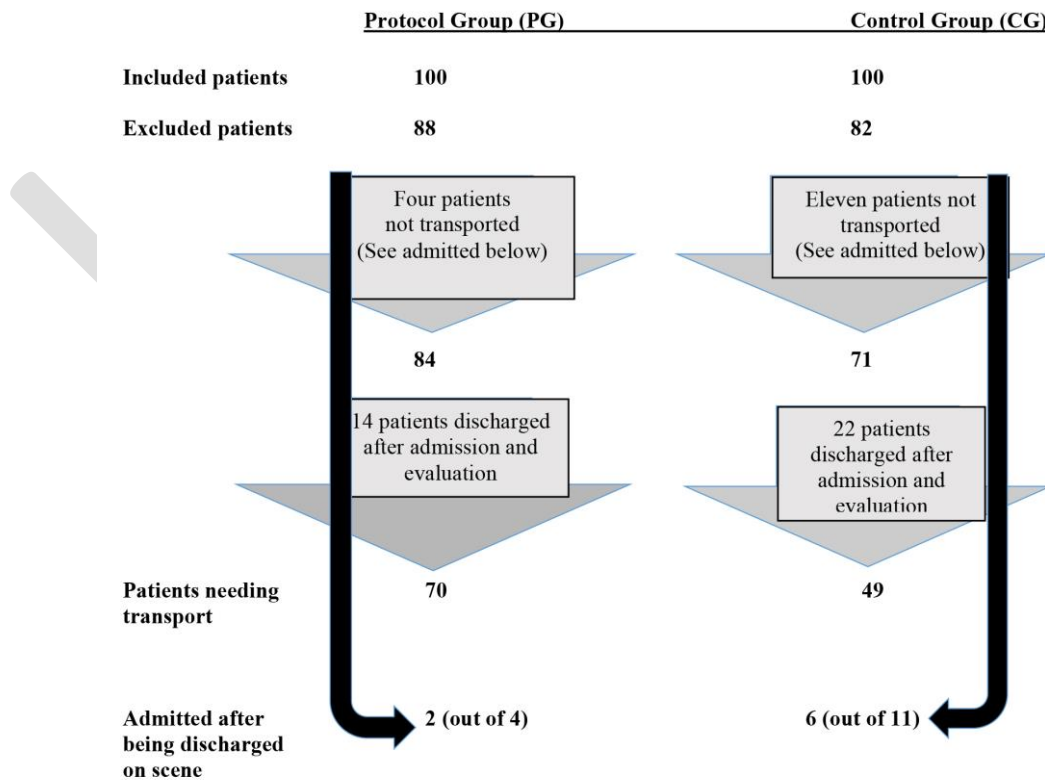 Protocol Group (PG) Control Group (CG)
Included patients 100 100
Excluded patients 88 82
Four patients
not transported
(See admitted below)
Eleven patients not
transported
(See admitted below)
84 71
14 patients discharged
after admission and
evaluation
22 patients
discharged after
admission and
evaluation
Patients needing
transport
70 49
Admitted after
being discharged
on scene
2 (out of 4) 6 (out of 11)